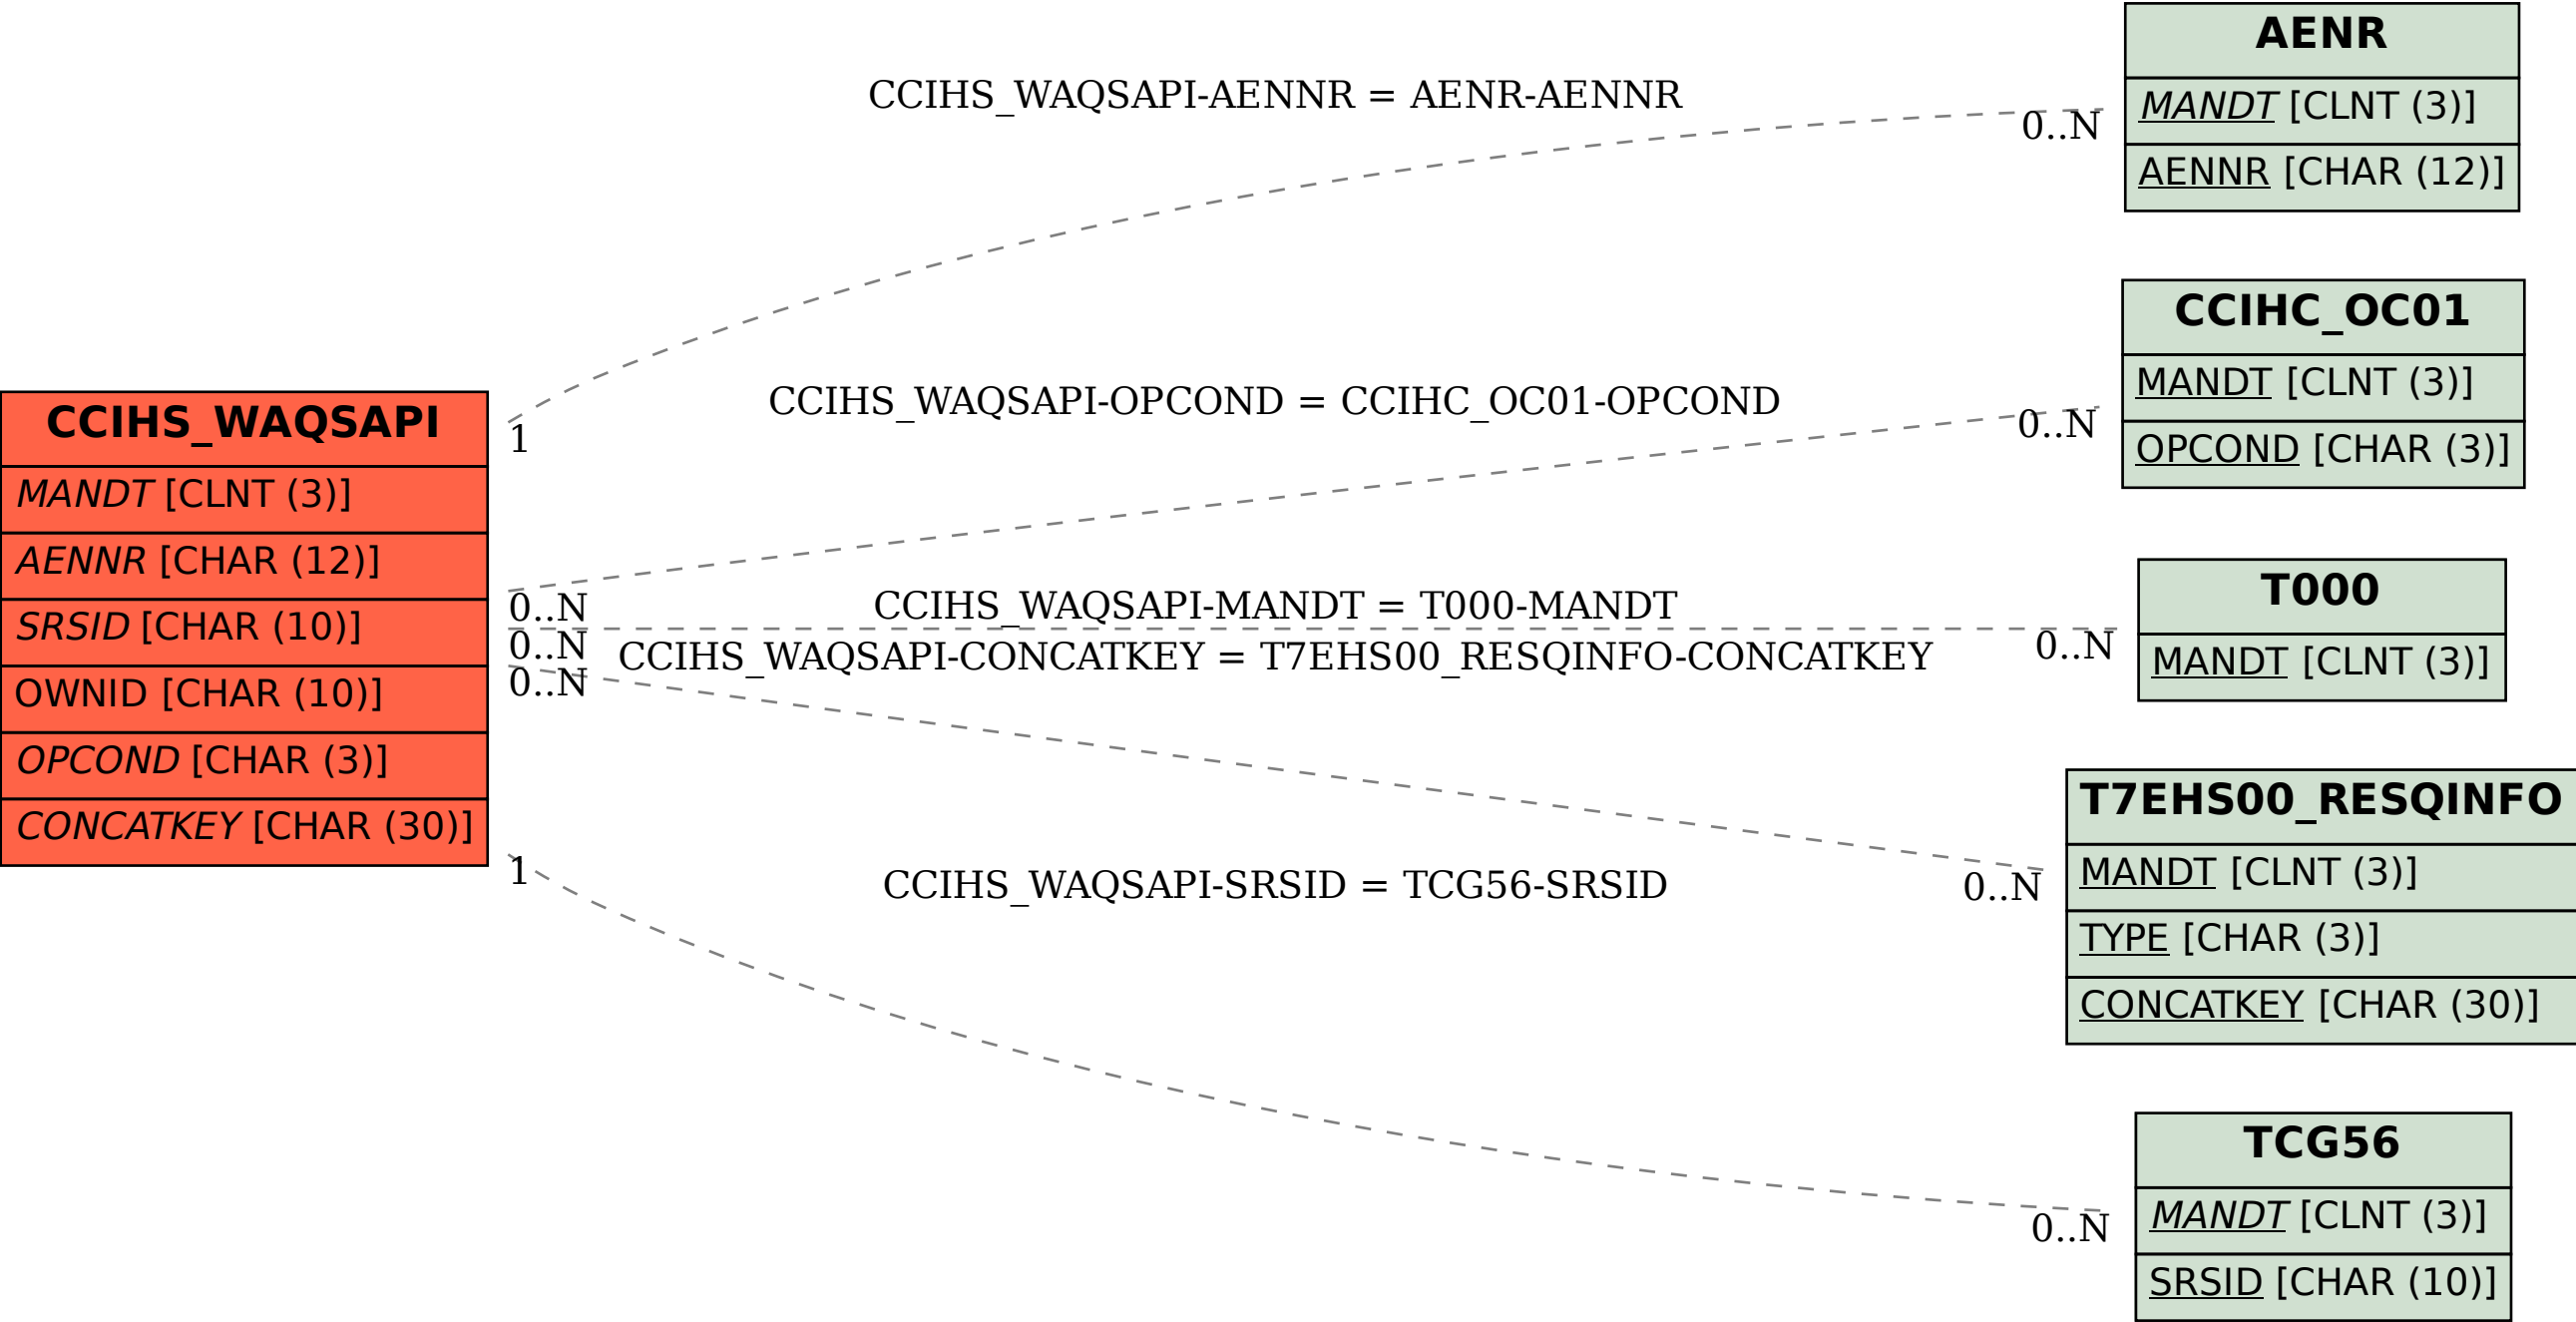 CCIHS_WAQSAPI
MANDT [CLNT (3)]
AENNR [CHAR (12)]
SRSID [CHAR (10)]
OWNID [CHAR (10)]
OPCOND [CHAR (3)]
CONCATKEY [CHAR (30)]
CCIHS_WAQSAPI-AENNR = AENR-AENNR
1
0..N
CCIHS_WAQSAPI-OPCOND = CCIHC_OC01-OPCOND
0..N
0..N
CCIHS_WAQSAPI-MANDT = T000-MANDT
0..N
0..N
CCIHS_WAQSAPI-CONCATKEY = T7EHS00_RESQINFO-CONCATKEY
0..N
0..N
CCIHS_WAQSAPI-SRSID = TCG56-SRSID
1
0..N
AENR
MANDT [CLNT (3)]
AENNR [CHAR (12)]
CCIHC_OC01
MANDT [CLNT (3)]
OPCOND [CHAR (3)]
T000
MANDT [CLNT (3)]
T7EHS00_RESQINFO
MANDT [CLNT (3)]
TYPE [CHAR (3)]
CONCATKEY [CHAR (30)]
TCG56
MANDT [CLNT (3)]
SRSID [CHAR (10)]